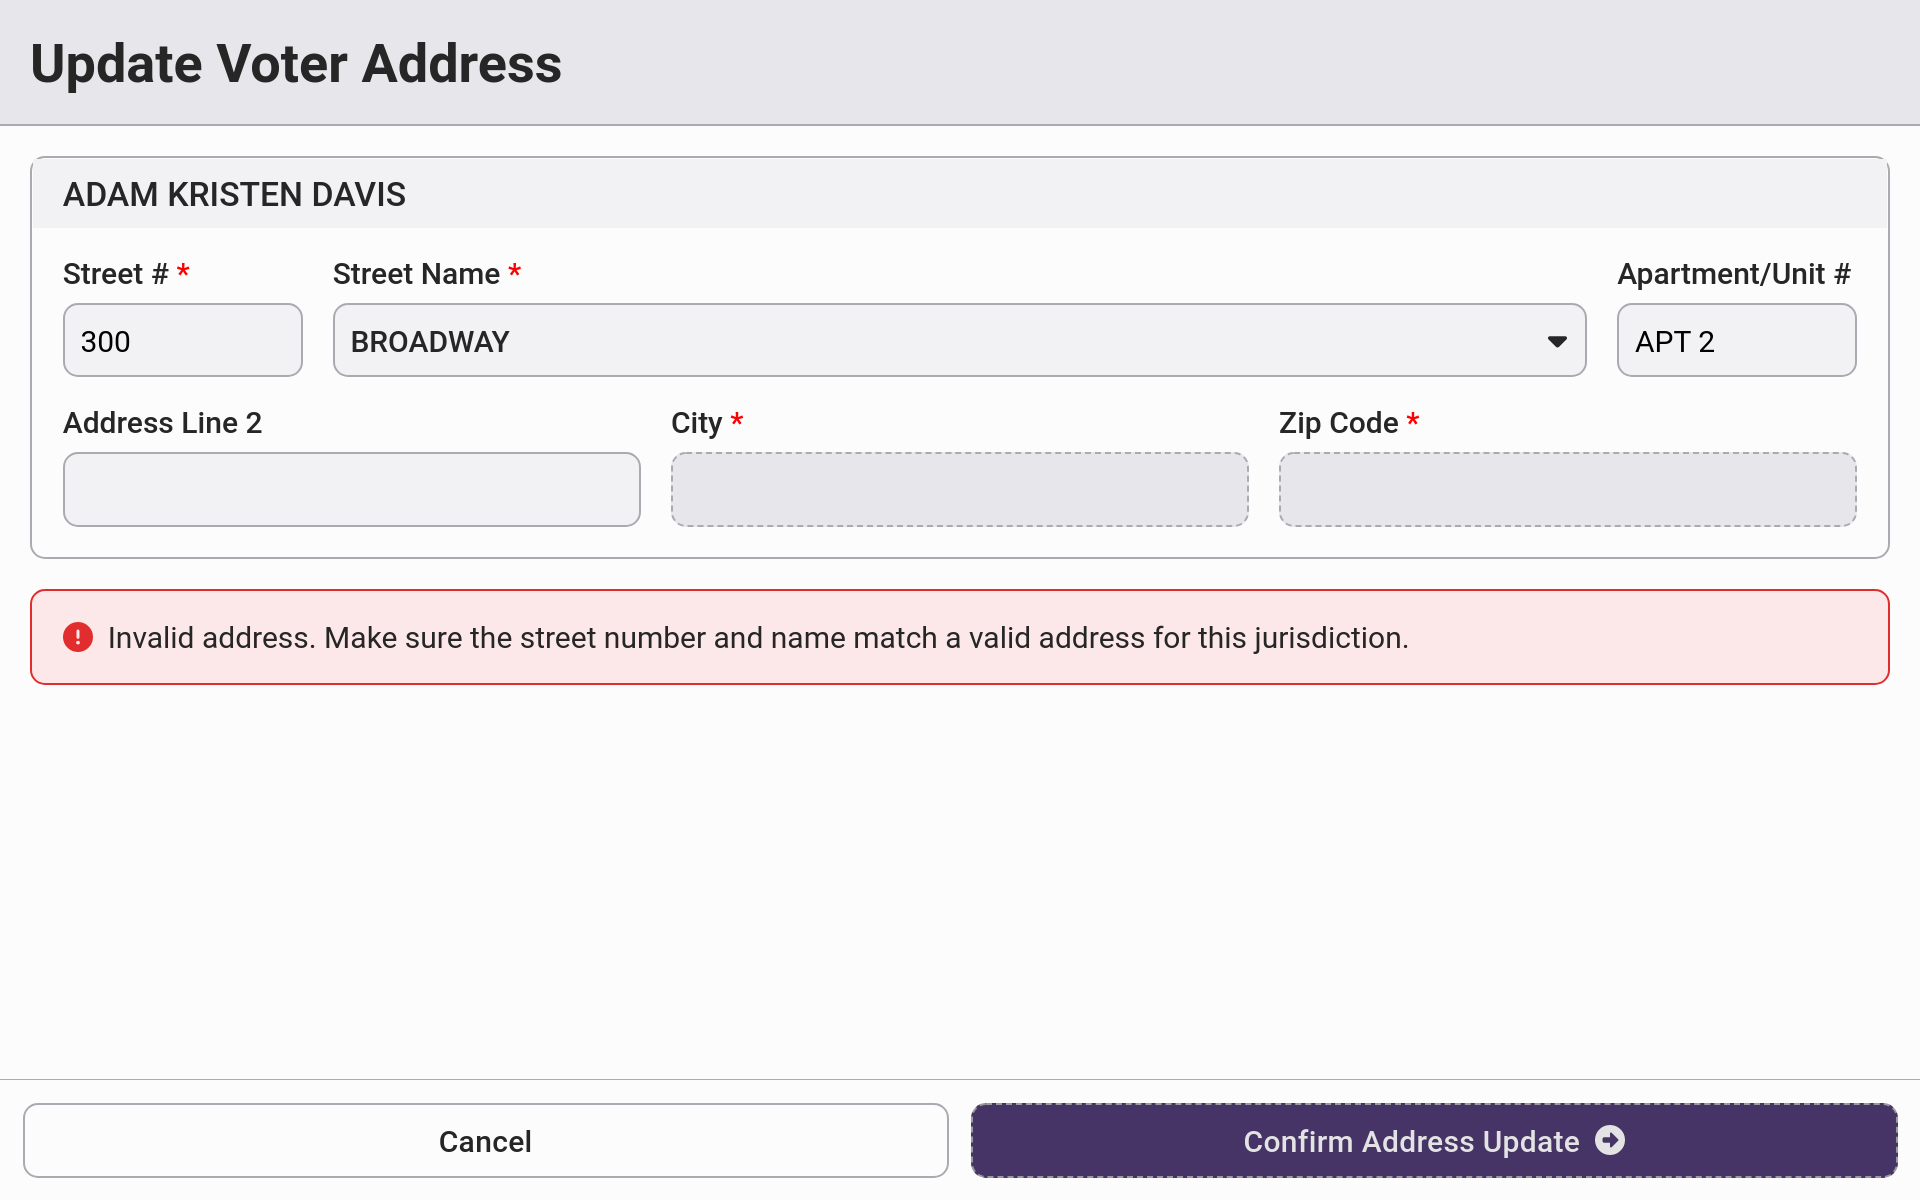 Update Voter Address
ADAM KRISTEN DAVIS
Street # *
Street Name *
Apartment/Unit #
300
BROADWAY
APT 2
Address Line 2
City *
Zip Code *
Invalid address. Make sure the street number and name match a valid address for this jurisdiction.
Cancel
Confirm Address Update